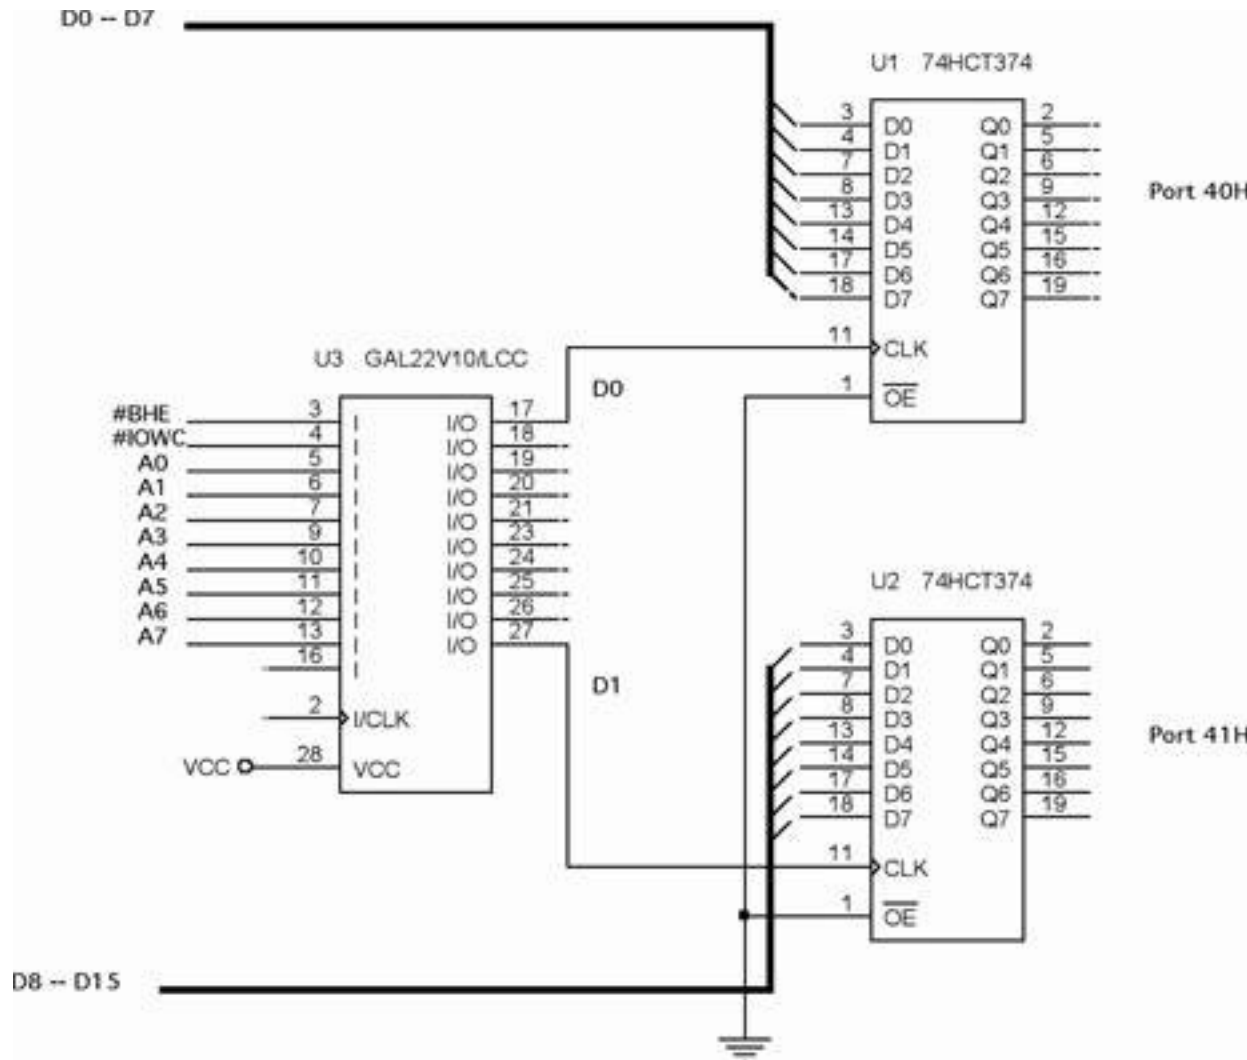 D0 -- D7
U1 74HCT374
3 D0 Q0 2
4 D1 Q1 5
7 D2 Q2 6
8 D3 Q3 9
13 D4 Q4 12
14 D5 Q5 15
17 D6 Q6 16
18 D7 Q7 19
11 CLK
1 OE
Port 40H
U3 GAL22V10/LCC
#BHE 3 I I/O 17
#IOWC 4 I I/O 18
A0 5 I I/O 19
A1 6 I I/O 20
A2 7 I I/O 21
A3 9 I I/O 23
A4 10 I I/O 24
A5 11 I I/O 25
A6 12 I I/O 26
A7 13 I I/O 27
16 I
2 I/CLK
VCC 28 VCC
D0
D1
U2 74HCT374
3 D0 Q0 2
4 D1 Q1 5
7 D2 Q2 6
8 D3 Q3 9
13 D4 Q4 12
14 D5 Q5 15
17 D6 Q6 16
18 D7 Q7 19
11 CLK
1 OE
Port 41H
D8 -- D15